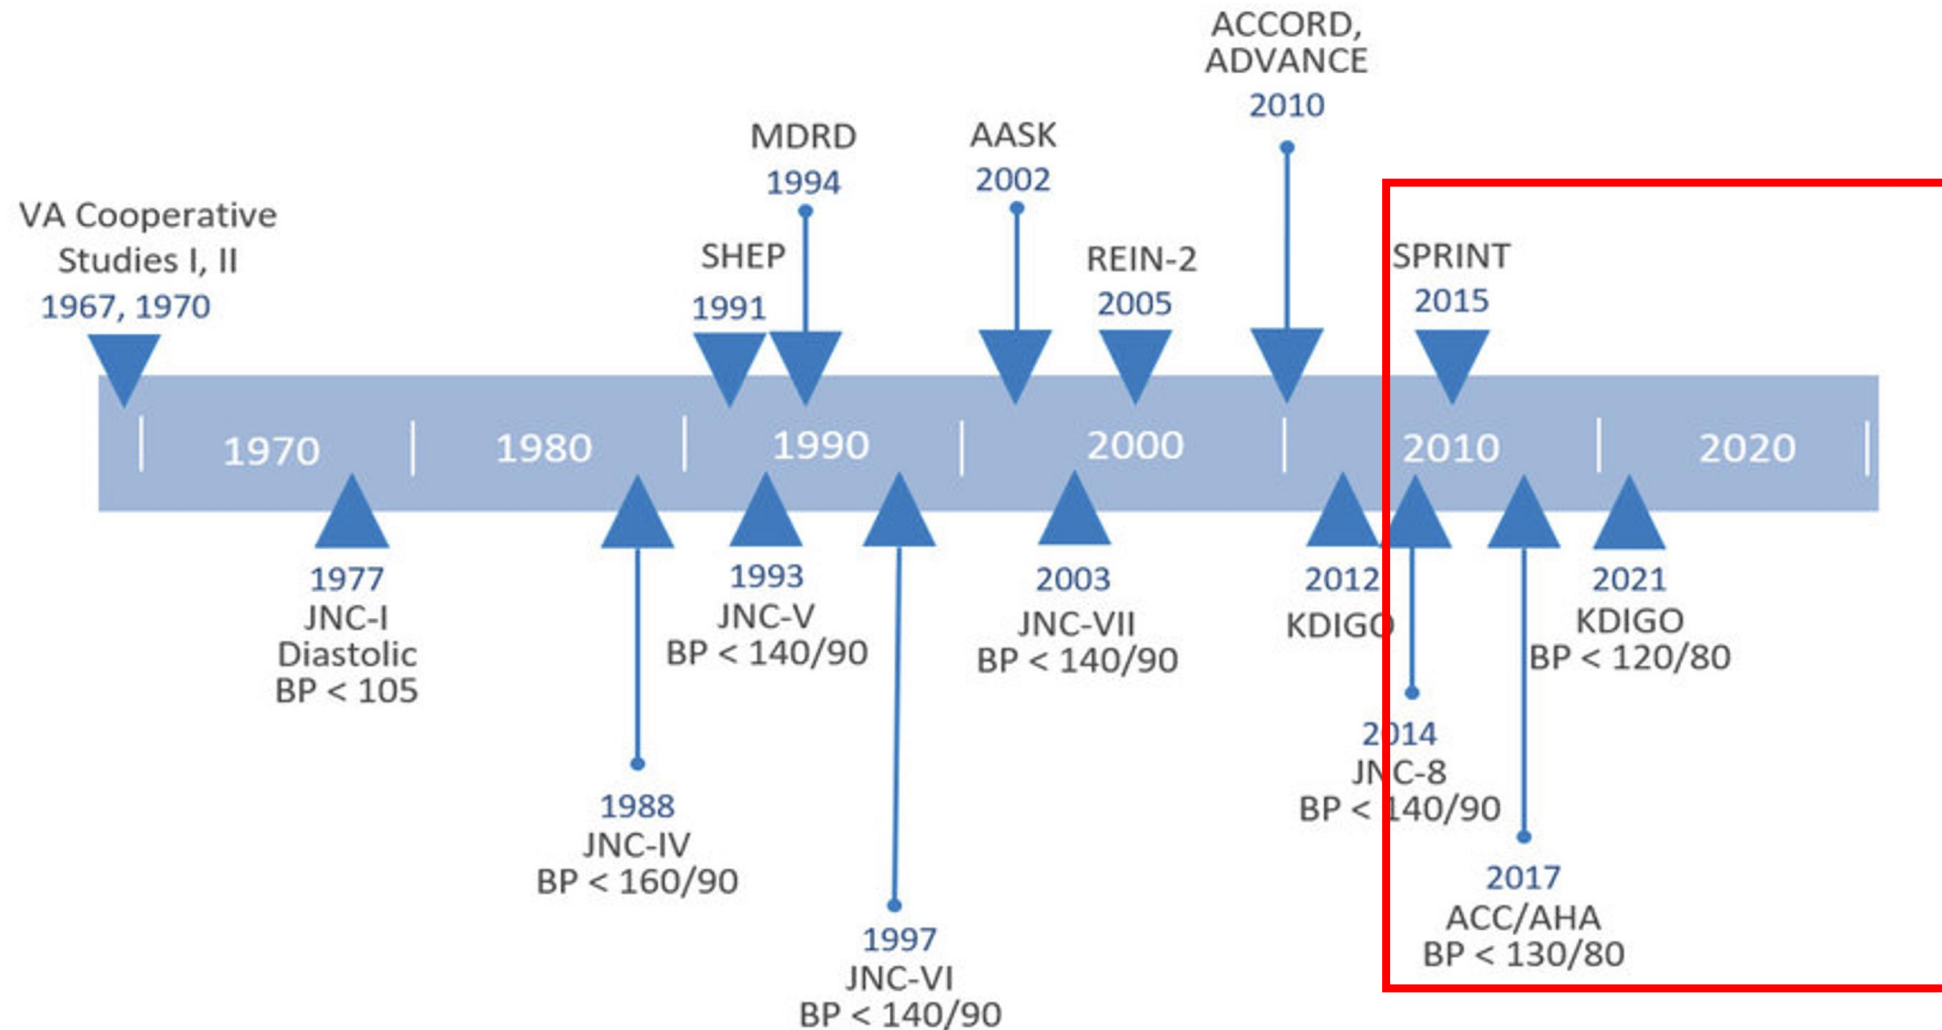 ACCORD,
ADVANCE
2010
MDRD
1994
AASK
2002
VA Cooperative
Studies I, II
1967, 1970
SHEP
1991
REIN-2
2005
SPRINT
2015
1970
1980
1990
2000
2010
2020
1977
JNC-I
Diastolic
BP < 105
1988
JNC-IV
BP < 160/90
1993
JNC-V
BP < 140/90
1997
JNC-VI
BP < 140/90
2003
JNC-VII
BP < 140/90
2012
KDIGO
2014
JNC-8
BP < 140/90
2017
ACC/AHA
BP < 130/80
2021
KDIGO
BP < 120/80